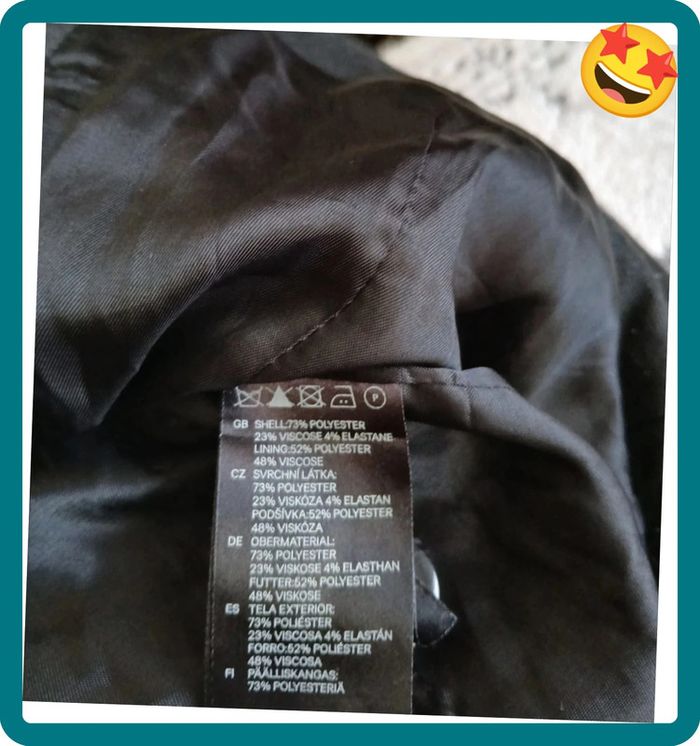 P
GB SHELL:73% POLYESTER
23% VISCOSE 4% ELASTANE
LINING:52% POLYESTER
48% VISCOSE
CZ SVRCHNÍ LÁTKA:
73% POLYESTER
23% VISKÓZA 4% ELASTAN
PODŠÍVKA:52% POLYESTER
48% VISKÓZA
DE OBERMATERIAL:
73% POLYESTER
23% VISKOSE 4% ELASTHAN
FUTTER:52% POLYESTER
48% VISKOSE
ES TELA EXTERIOR:
73% POLIÉSTER
23% VISCOSA 4% ELASTÁN
FORRO:52% POLIÉSTER
48% VISCOSA
FI PÄÄLLISKANGAS:
73% POLYESTERIÄ